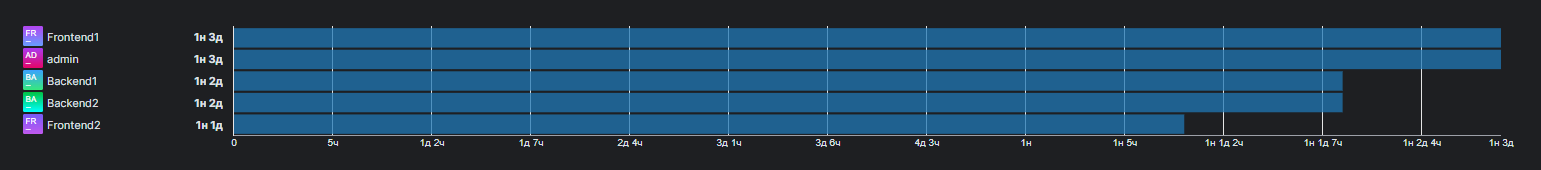 FR Frontend1 1н 3д
AD admin 1н 3д
BA Backend1 1н 2д
BA Backend2 1н 2д
FR Frontend2 1н 1д
0 5ч 1д 2ч 1д 7ч 2д 4ч 3д 1ч 3д 6ч 4д 3ч 1н 1н 5ч 1н 1д 2ч 1н 1д 7ч 1н 2д 4ч 1н 3д